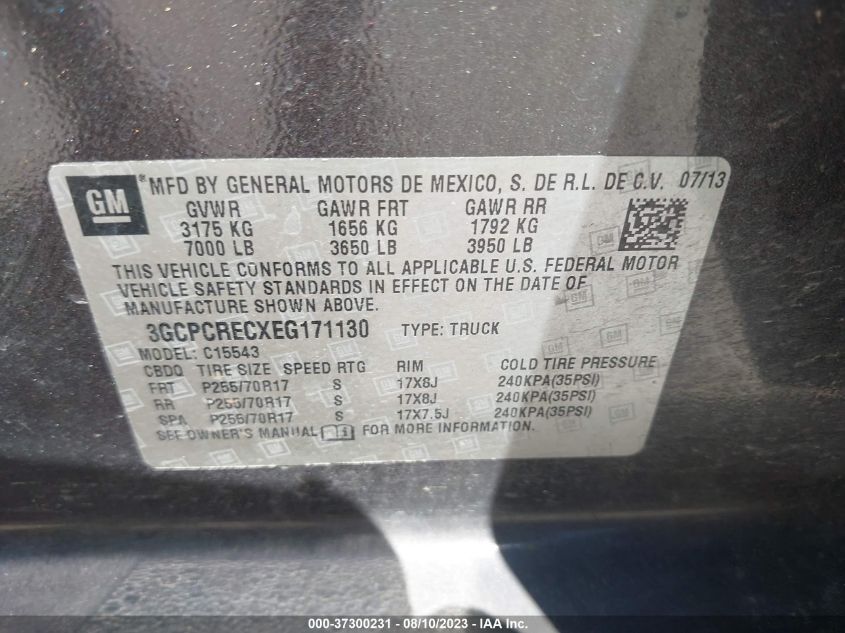 GM MFD BY GENERAL MOTORS DE MEXICO, S. DE R.L. DE C.V. 07/13
GVWR GAWR FRT GAWR RR
3175 KG 1656 KG 1792 KG
7000 LB 3650 LB 3950 LB
THIS VEHICLE CONFORMS TO ALL APPLICABLE U.S. FEDERAL MOTOR
VEHICLE SAFETY STANDARDS IN EFFECT ON THE DATE OF
MANUFACTURE SHOWN ABOVE.
3GCPCRECXEG171130 TYPE: TRUCK
MODEL: C15543
CBDQ TIRE SIZE SPEED RTG RIM COLD TIRE PRESSURE
FRT P255/70R17 S 17X8J 240KPA(35PSI)
RR P255/70R17 S 17X8J 240KPA(35PSI)
SPA P255/70R17 S 17X7.5J 240KPA(35PSI)
SEE OWNER'S MANUAL FOR MORE INFORMATION.
000-37300231 - 08/10/2023 - iaai.com